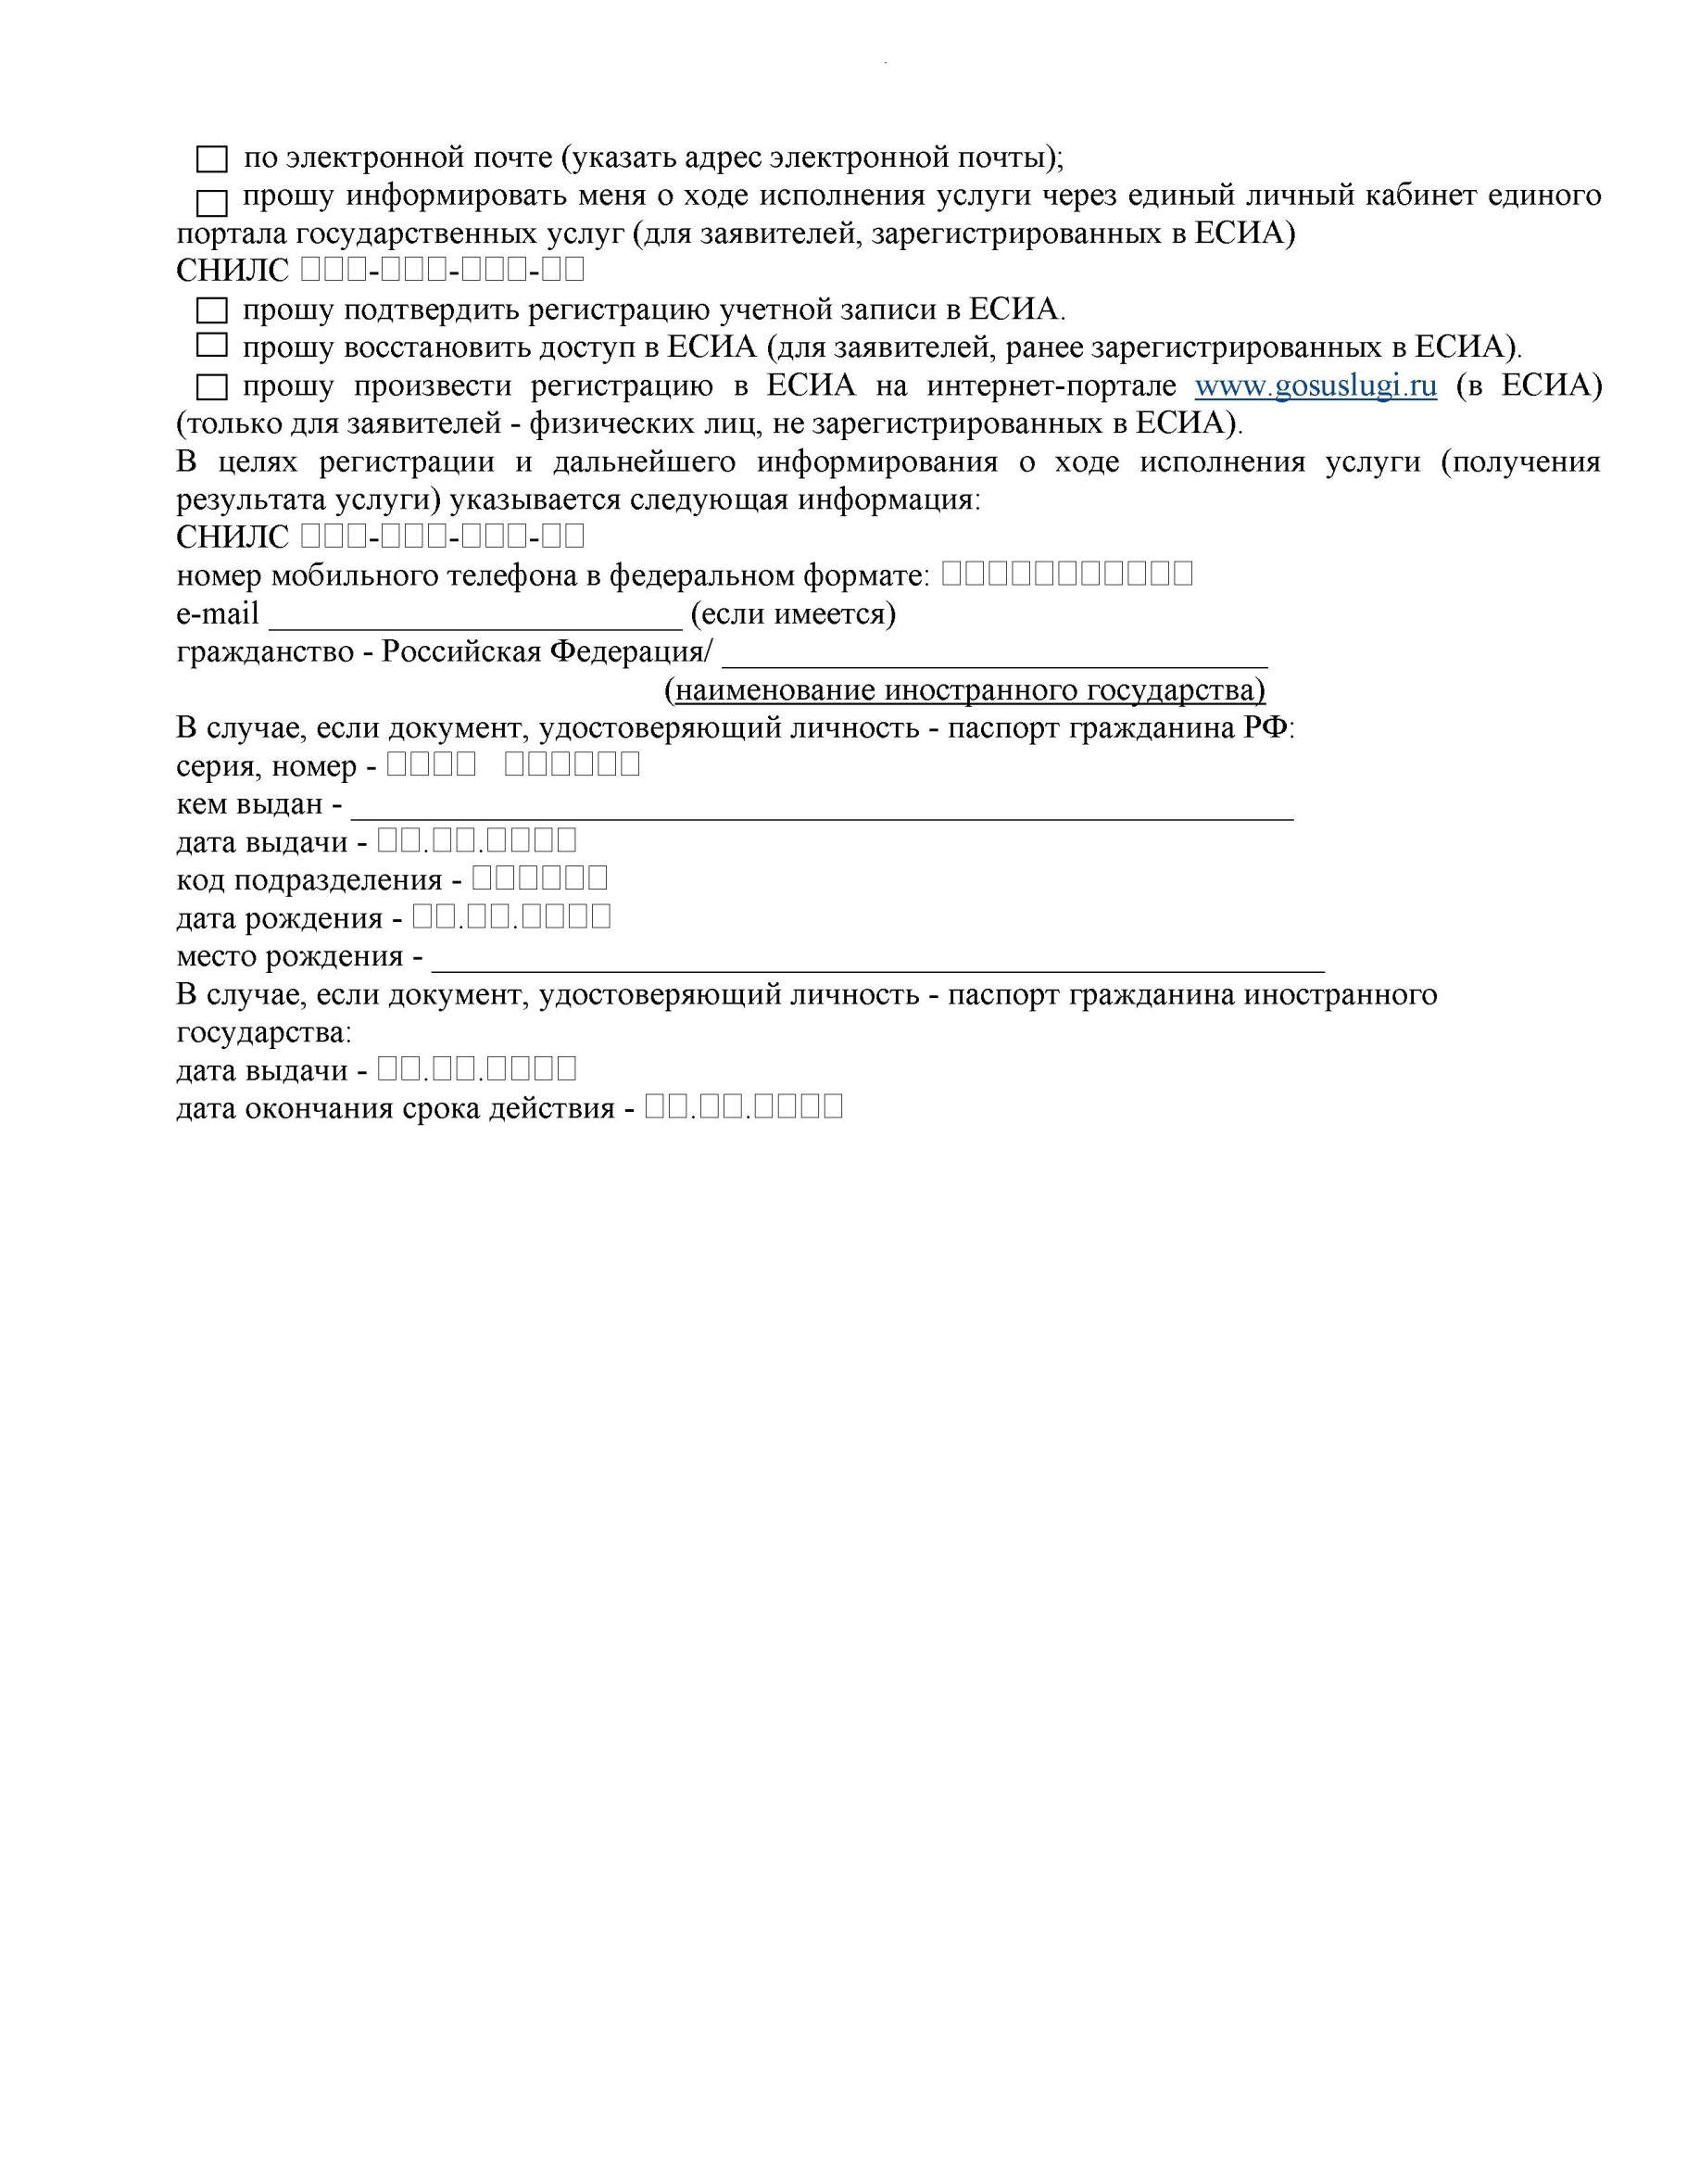 ☐ по электронной почте (указать адрес электронной почты);
☐ прошу информировать меня о ходе исполнения услуги через единый личный кабинет единого
портала государственных услуг (для заявителей, зарегистрированных в ЕСИА)
СНИЛС □□□-□□□-□□□-□□
☐ прошу подтвердить регистрацию учетной записи в ЕСИА.
☐ прошу восстановить доступ в ЕСИА (для заявителей, ранее зарегистрированных в ЕСИА).
☐ прошу произвести регистрацию в ЕСИА на интернет-портале www.gosuslugi.ru (в ЕСИА)
(только для заявителей - физических лиц, не зарегистрированных в ЕСИА).
В целях регистрации и дальнейшего информирования о ходе исполнения услуги (получения
результата услуги) указывается следующая информация:
СНИЛС □□□-□□□-□□□-□□
номер мобильного телефона в федеральном формате: □□□□□□□□□□□
e-mail __________________________ (если имеется)
гражданство - Российская Федерация/ __________________________________
(наименование иностранного государства)
В случае, если документ, удостоверяющий личность - паспорт гражданина РФ:
серия, номер - □□□□ □□□□□□
кем выдан - ___________________________________________________________
дата выдачи - □□.□□.□□□□
код подразделения - □□□□□□
дата рождения - □□.□□.□□□□
место рождения - ________________________________________________________
В случае, если документ, удостоверяющий личность - паспорт гражданина иностранного
государства:
дата выдачи - □□.□□.□□□□
дата окончания срока действия - □□.□□.□□□□